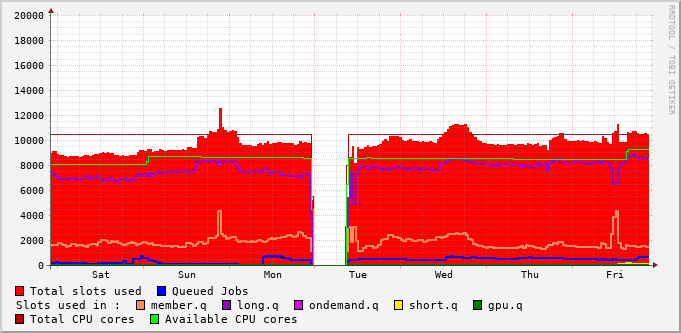 20000
18000
16000
14000
12000
10000
8000
6000
4000
2000
0
Sat Sun Mon Tue Wed Thu Fri
RRDTOOL / TOBI OETIKER
Total slots used Queued Jobs
Slots used in : member.q long.q ondemand.q short.q gpu.q
Total CPU cores Available CPU cores